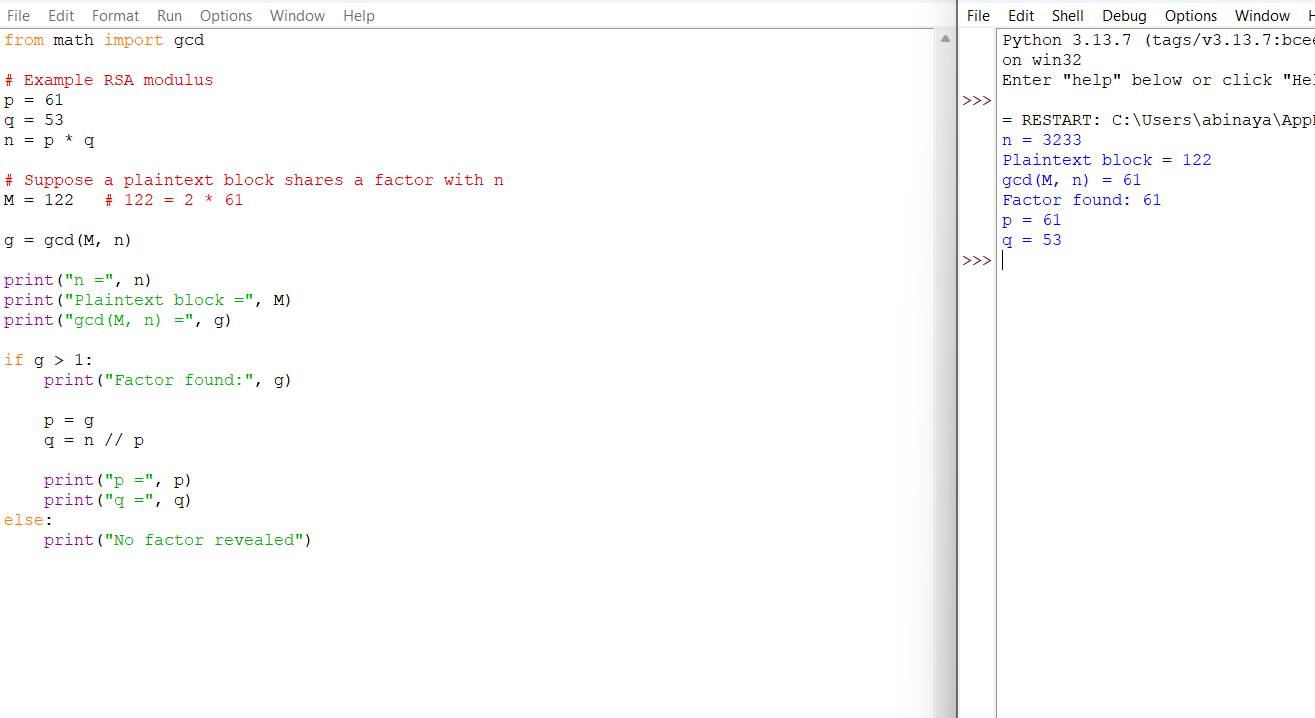 File Edit Format Run Options Window Help
from math import gcd
# Example RSA modulus
p = 61
q = 53
n = p * q
# Suppose a plaintext block shares a factor with n
M = 122   # 122 = 2 * 61
g = gcd(M, n)
print("n =", n)
print("Plaintext block =", M)
print("gcd(M, n) =", g)
if g > 1:
    print("Factor found:", g)
    p = g
    q = n // p
    print("p =", p)
    print("q =", q)
else:
    print("No factor revealed")
File Edit Shell Debug Options Window
Python 3.13.7 (tags/v3.13.7:bce
on win32
Enter "help" below or click "He
>>>
= RESTART: C:\Users\abinaya\App
n = 3233
Plaintext block = 122
gcd(M, n) = 61
Factor found: 61
p = 61
q = 53
>>>